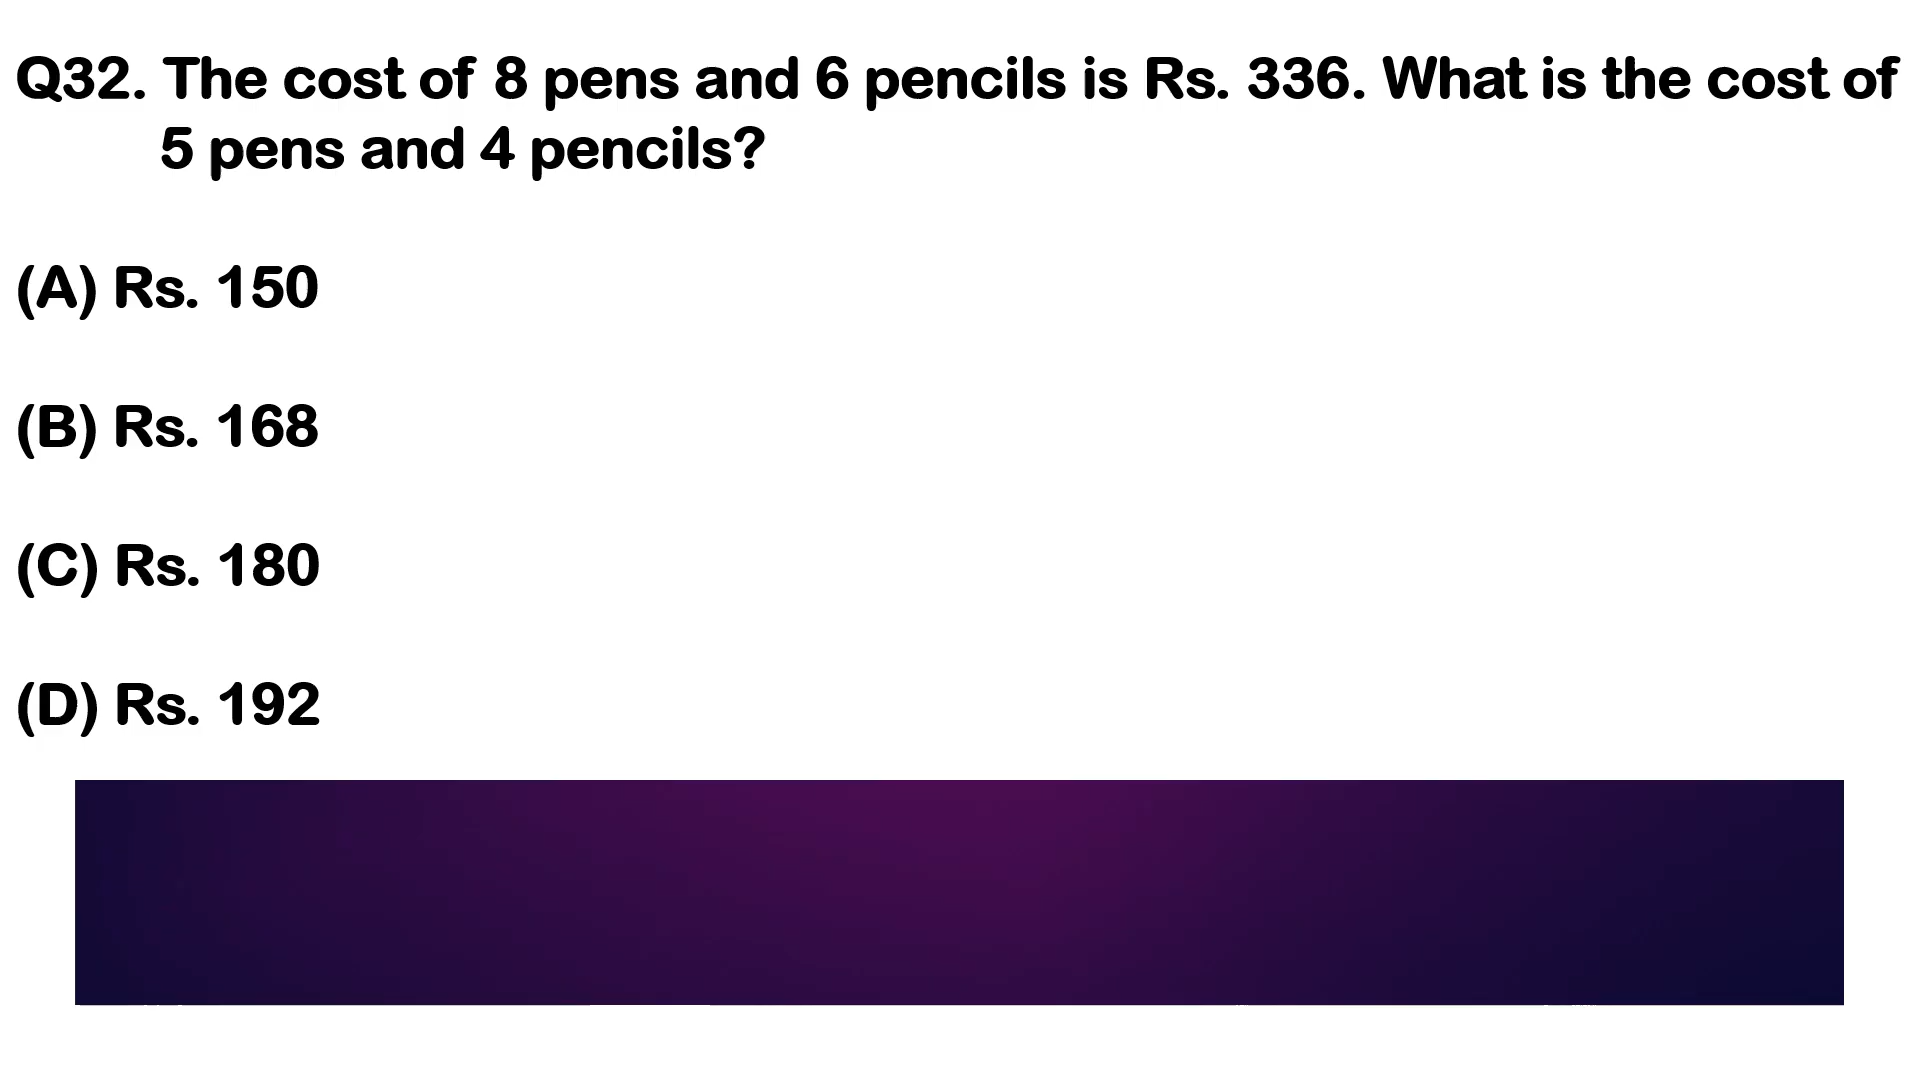 Q32. The cost of 8 pens and 6 pencils is Rs. 336. What is the cost of
5 pens and 4 pencils?
(A) Rs. 150
(B) Rs. 168
(C) Rs. 180
(D) Rs. 192